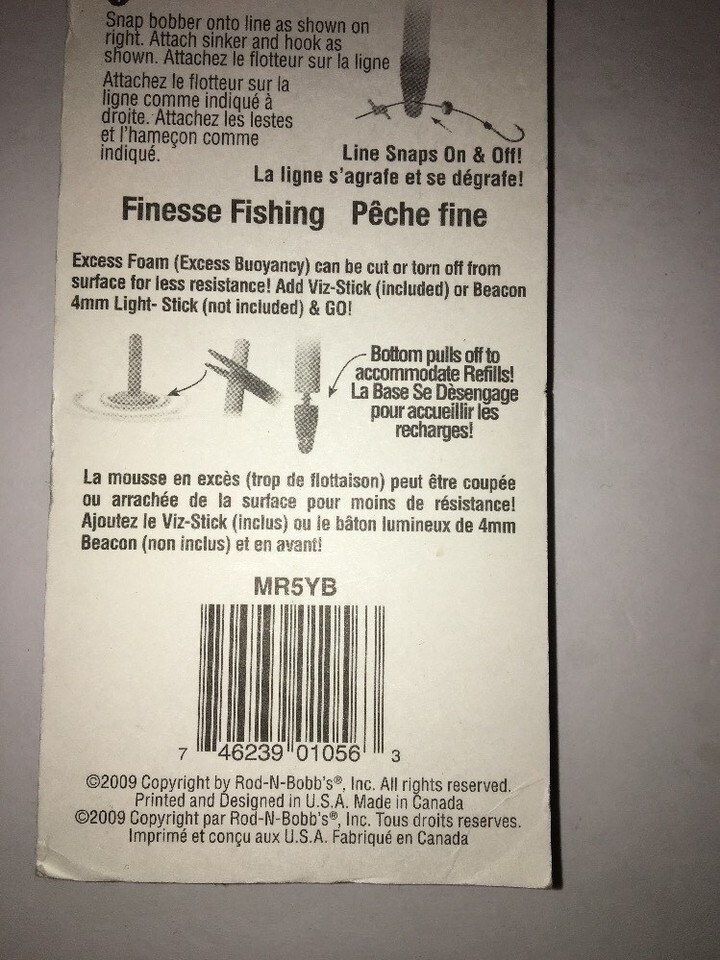 Snap bobber onto line as shown on
right. Attach sinker and hook as
shown. Attachez le flotteur sur la ligne
Attachez le flotteur sur la
ligne comme indiqué à
droite. Attachez les lestes
et l'hameçon comme
indiqué.
Line Snaps On & Off!
La ligne s'agrafe et se dégrafe!
Finesse Fishing Pêche fine
Excess Foam (Excess Buoyancy) can be cut or torn off from
surface for less resistance! Add Viz-Stick (included) or Beacon
4mm Light- Stick (not included) & GO!
Bottom pulls off to
accommodate Refills!
La Base Se Dèsengage
pour accueillir les
recharges!
La mousse en excès (trop de flottaison) peut être coupée
ou arrachée de la surface pour moins de résistance!
Ajoutez le Viz-Stick (inclus) ou le bâton lumineux de 4mm
Beacon (non inclus) et en avant!
MR5YB
7 46239 01056 3
©2009 Copyright by Rod-N-Bobb's®, Inc. All rights reserved.
Printed and Designed in U.S.A. Made in Canada
©2009 Copyright par Rod-N-Bobb's®, Inc. Tous droits reserves.
Imprimé et conçu aux U.S.A. Fabriqué en Canada